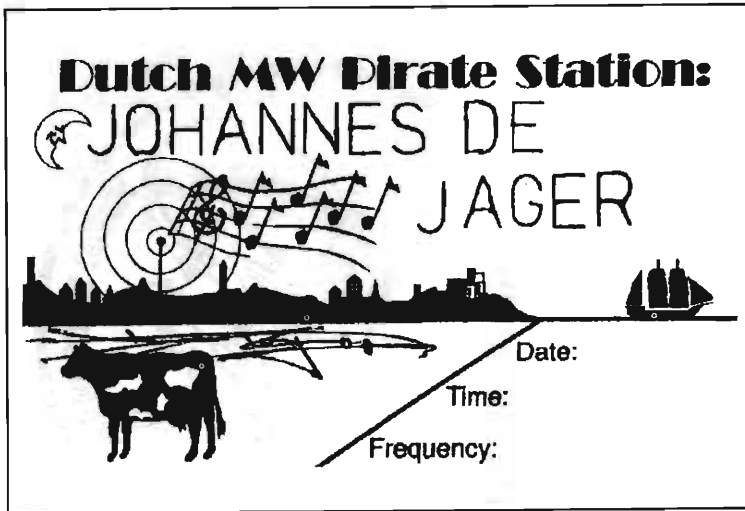 Dutch MW Pirate Station:
JOHANNES DE
JAGER
Date:
Time:
Frequency: